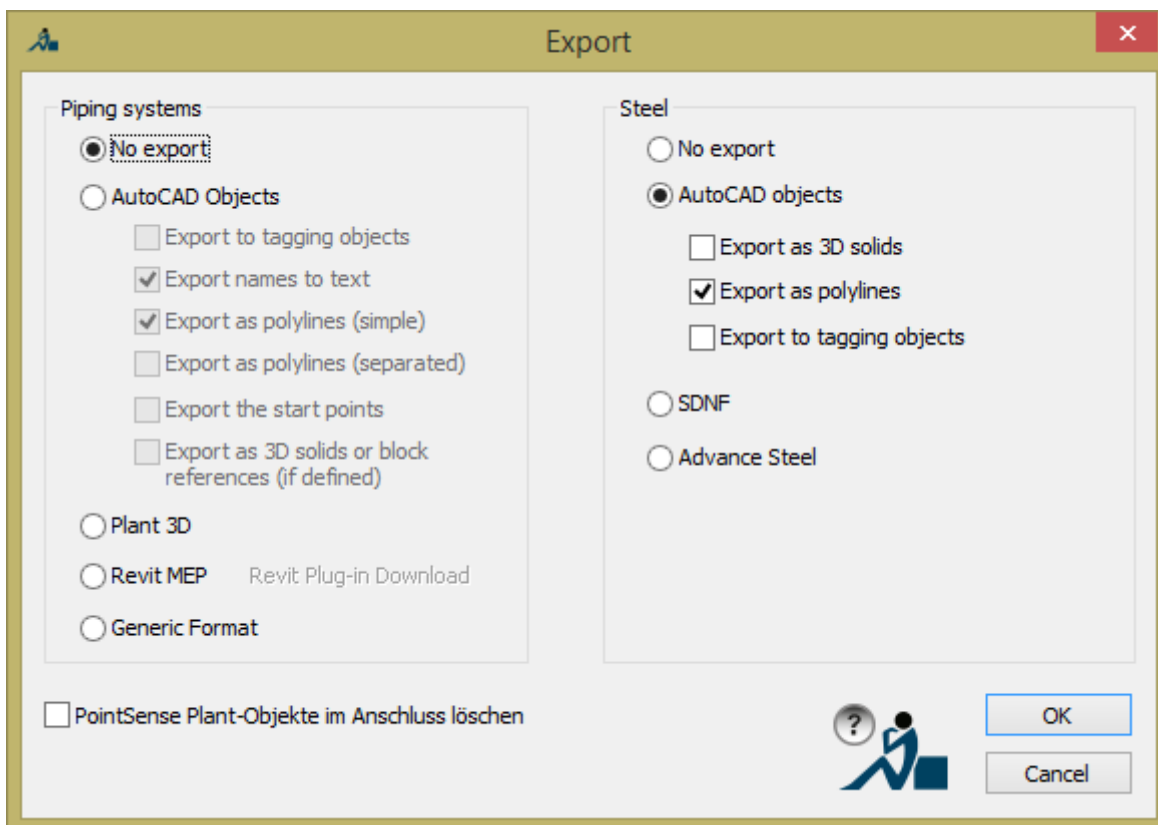 Export
Piping systems
No export
AutoCAD Objects
Export to tagging objects
Export names to text
Export as polylines (simple)
Export as polylines (separated)
Export the start points
Export as 3D solids or block
references (if defined)
Plant 3D
Revit MEP Revit Plug-in Download
Generic Format
Steel
No export
AutoCAD objects
Export as 3D solids
Export as polylines
Export to tagging objects
SDNF
Advance Steel
PointSense Plant-Objekte im Anschluss löschen
?
OK
Cancel